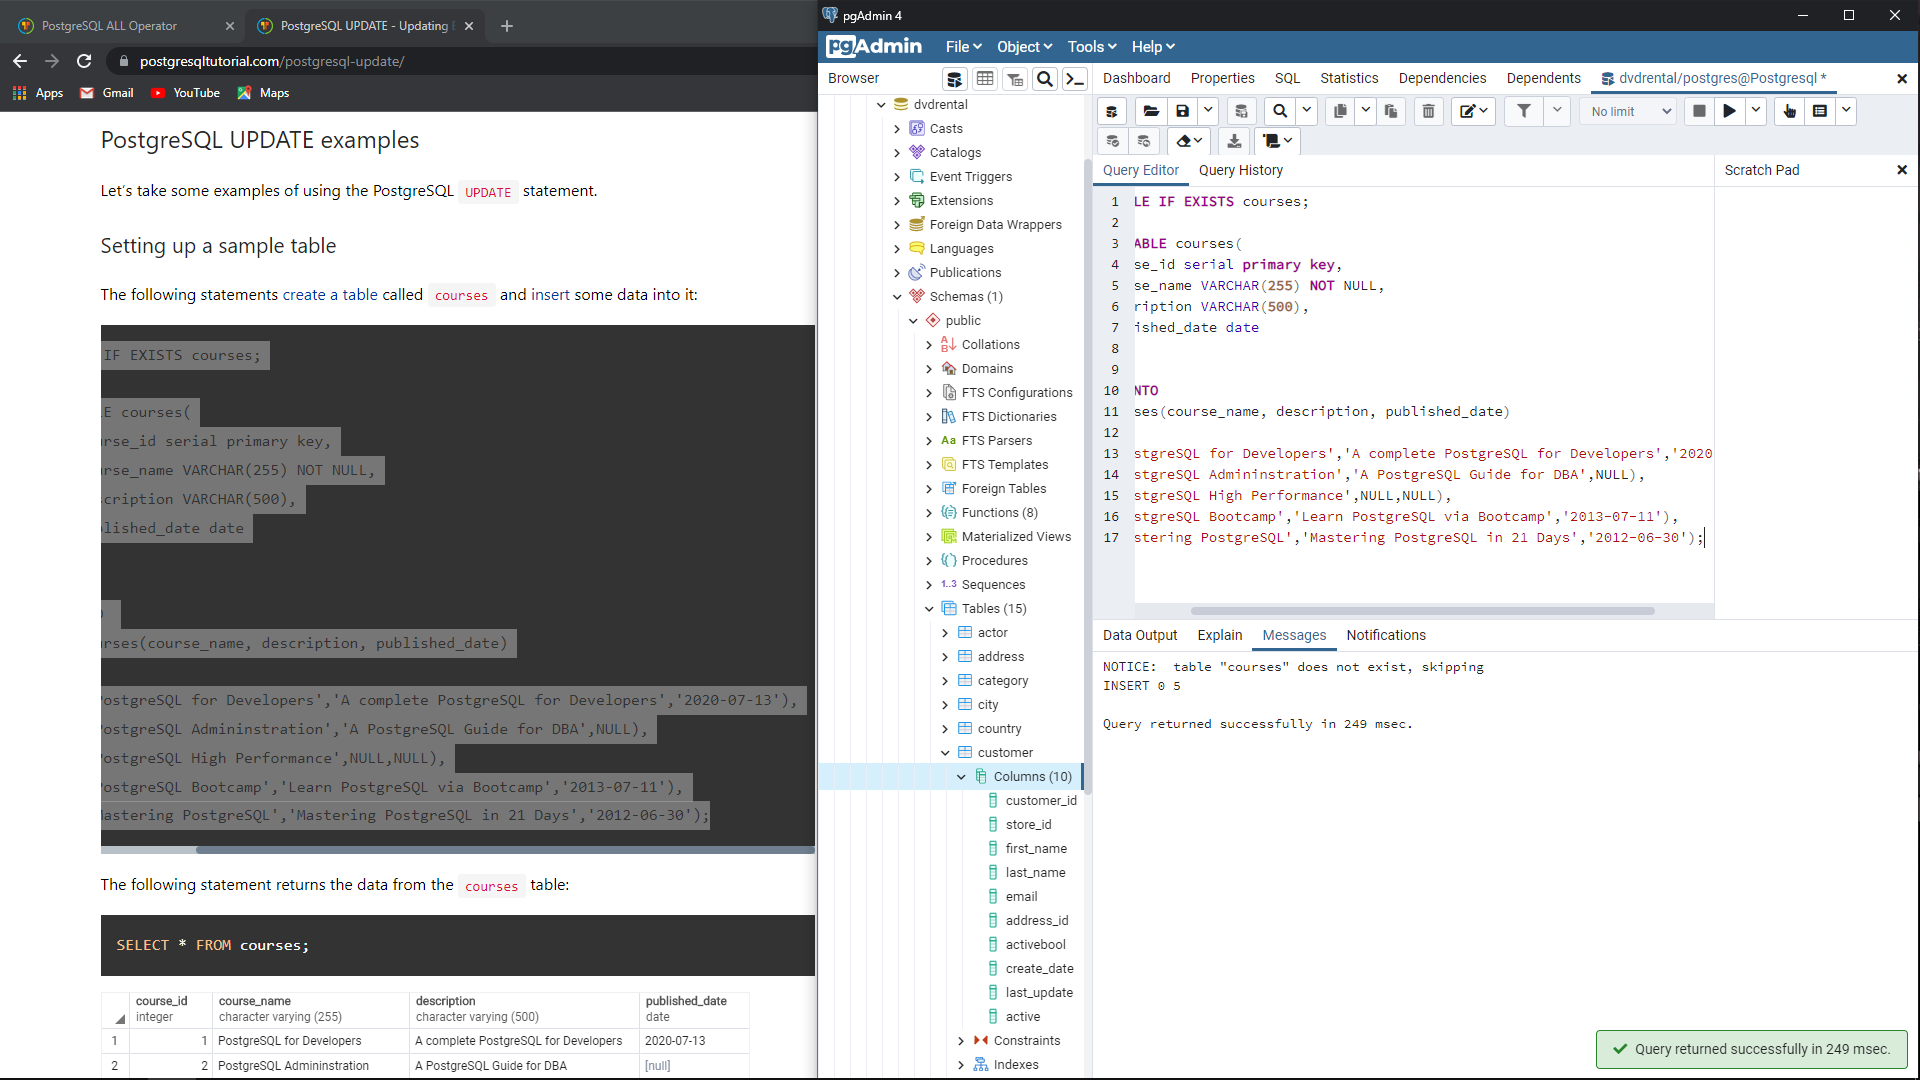 PostgreSQL ALL Operator
PostgreSQL UPDATE - Updating
postgresqltutorial.com/postgresql-update/
Apps Gmail YouTube Maps
PostgreSQL UPDATE examples
Let's take some examples of using the PostgreSQL UPDATE statement.
Setting up a sample table
The following statements create a table called courses and insert some data into it:
IF EXISTS courses;
LE courses(
urse_id serial primary key,
urse_name VARCHAR(255) NOT NULL,
scription VARCHAR(500),
blished_date date
urses(course_name, description, published_date)
PostgreSQL for Developers','A complete PostgreSQL for Developers','2020-07-13'),
PostgreSQL Admininstration','A PostgreSQL Guide for DBA',NULL),
PostgreSQL High Performance',NULL,NULL),
PostgreSQL Bootcamp','Learn PostgreSQL via Bootcamp','2013-07-11'),
Mastering PostgreSQL','Mastering PostgreSQL in 21 Days','2012-06-30');
The following statement returns the data from the courses table:
SELECT * FROM courses;
course_id course_name description published_date
integer character varying (255) character varying (500) date
1 1 PostgreSQL for Developers A complete PostgreSQL for Developers 2020-07-13
2 2 PostgreSQL Admininstration A PostgreSQL Guide for DBA [null]
pgAdmin 4
pgAdmin File Object Tools Help
Browser
dvdrental
Casts
Catalogs
Event Triggers
Extensions
Foreign Data Wrappers
Languages
Publications
Schemas (1)
public
Collations
Domains
FTS Configurations
FTS Dictionaries
Aa FTS Parsers
FTS Templates
Foreign Tables
Functions (8)
Materialized Views
Procedures
1..3 Sequences
Tables (15)
actor
address
category
city
country
customer
Columns (10)
customer_id
store_id
first_name
last_name
email
address_id
activebool
create_date
last_update
active
Constraints
Indexes
Dashboard Properties SQL Statistics Dependencies Dependents dvdrental/postgres@Postgresql *
No limit
Query Editor Query History
Scratch Pad
1 LE IF EXISTS courses;
2
3 ABLE courses(
4 se_id serial primary key,
5 se_name VARCHAR(255) NOT NULL,
6 ription VARCHAR(500),
7 ished_date date
8
9
10 NTO
11 ses(course_name, description, published_date)
12
13 stgreSQL for Developers','A complete PostgreSQL for Developers','2020
14 stgreSQL Admininstration','A PostgreSQL Guide for DBA',NULL),
15 stgreSQL High Performance',NULL,NULL),
16 stgreSQL Bootcamp','Learn PostgreSQL via Bootcamp','2013-07-11'),
17 stering PostgreSQL','Mastering PostgreSQL in 21 Days','2012-06-30');
Data Output Explain Messages Notifications
NOTICE: table "courses" does not exist, skipping
INSERT 0 5
Query returned successfully in 249 msec.
Query returned successfully in 249 msec.